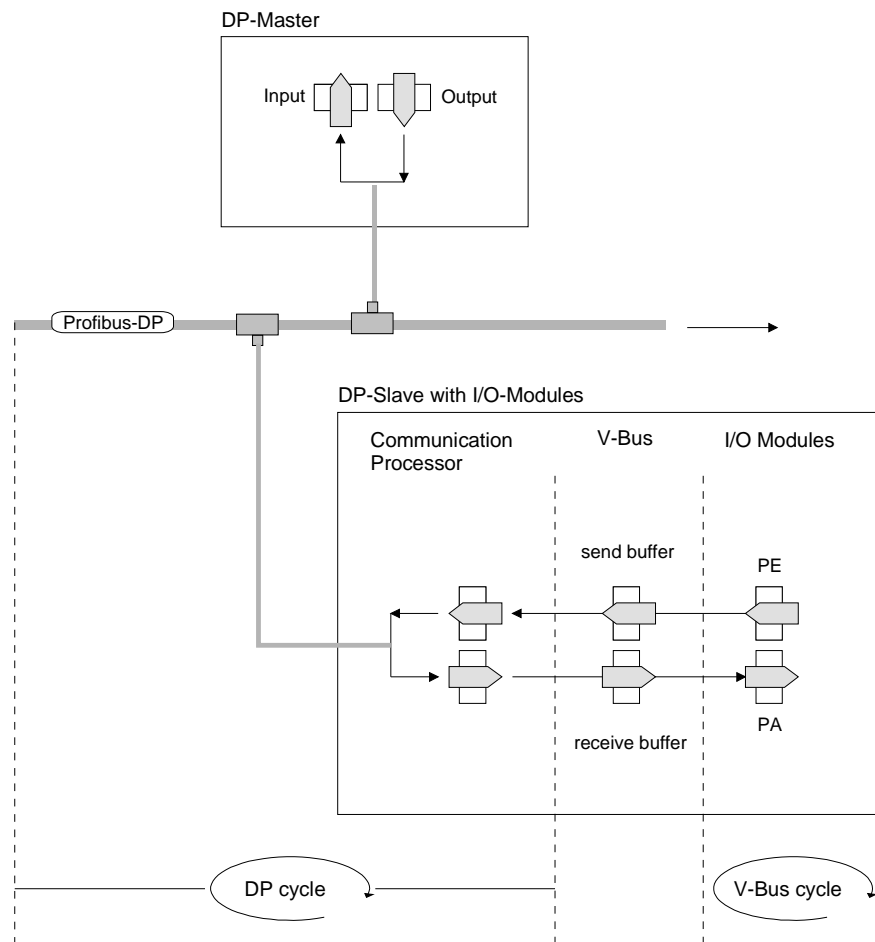 DP-Master
Input
Output
Profibus-DP
DP-Slave with I/O-Modules
Communication
Processor
V-Bus
I/O Modules
send buffer
PE
receive buffer
PA
DP cycle
V-Bus cycle